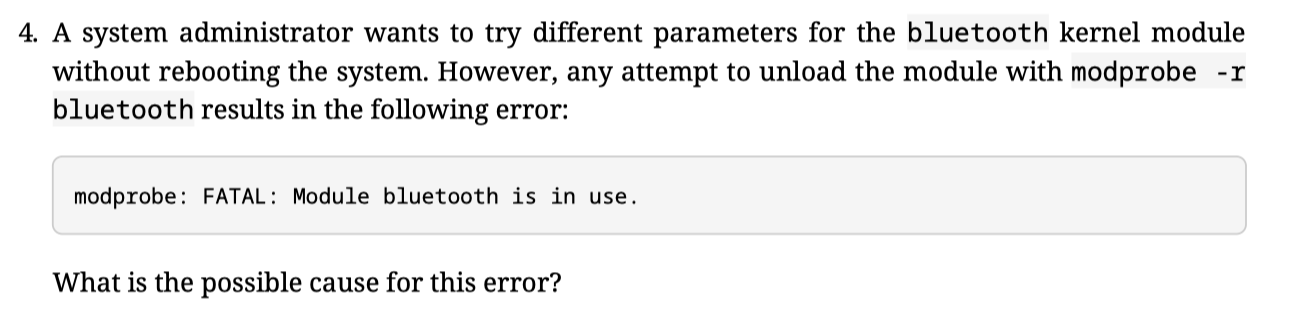 4. A system administrator wants to try different parameters for the bluetooth kernel module
without rebooting the system. However, any attempt to unload the module with modprobe -r
bluetooth results in the following error:
modprobe: FATAL: Module bluetooth is in use.
What is the possible cause for this error?